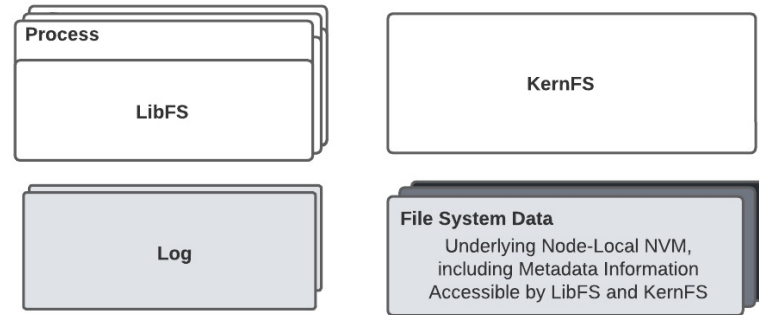 Process
LibFS
KernFS
Log
File System Data
Underlying Node-Local NVM,
including Metadata Information
Accessible by LibFS and KernFS